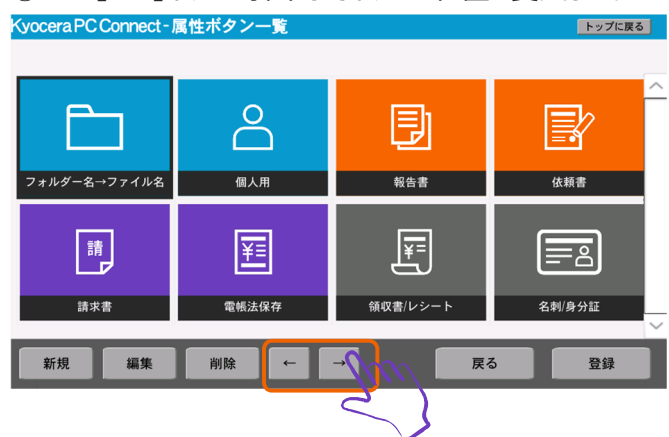 Kyocera PC Connect - 属性ボタン一覧
トップに戻る
フォルダー名→ファイル名
個人用
報告書
依頼書
請
¥
¥
請求書
電帳法保存
領収書/レシート
名刺/身分証
新規
編集
削除
←
→
戻る
登録